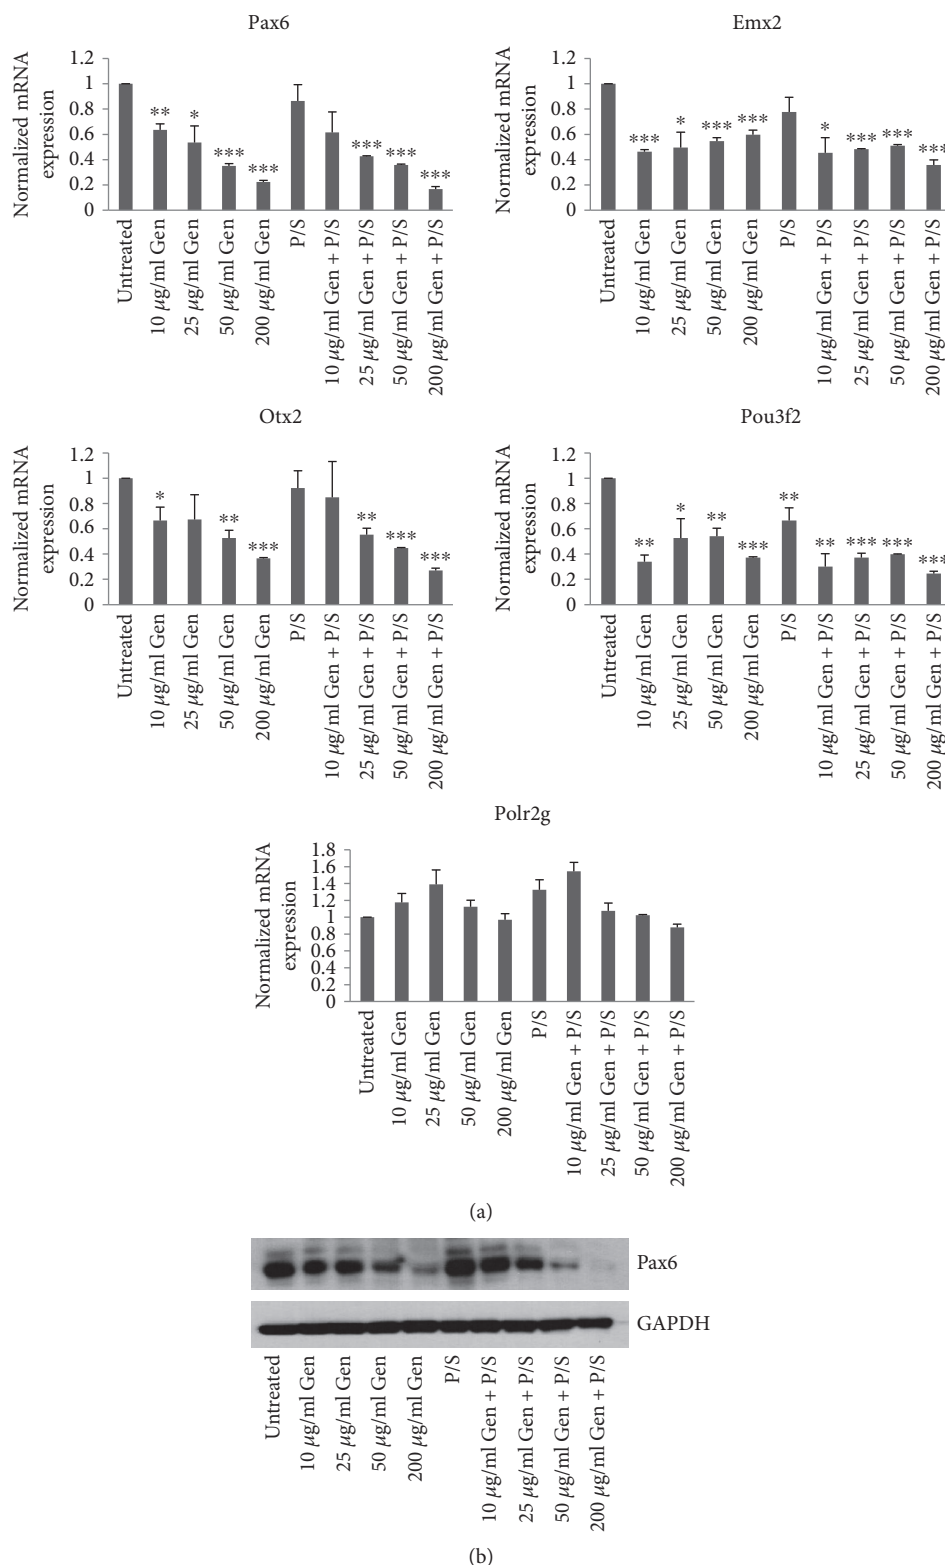 Pax6
Normalized mRNA
expression
1.2
1
0.8
0.6
0.4
0.2
0
**
*
***
***
***
***
***
Untreated
10 µg/ml Gen
25 µg/ml Gen
50 µg/ml Gen
200 µg/ml Gen
P/S
10 µg/ml Gen + P/S
25 µg/ml Gen + P/S
50 µg/ml Gen + P/S
200 µg/ml Gen + P/S
Emx2
Normalized mRNA
expression
1.2
1
0.8
0.6
0.4
0.2
0
***
*
***
***
*
***
***
***
Untreated
10 µg/ml Gen
25 µg/ml Gen
50 µg/ml Gen
200 µg/ml Gen
P/S
10 µg/ml Gen + P/S
25 µg/ml Gen + P/S
50 µg/ml Gen + P/S
200 µg/ml Gen + P/S
Otx2
Normalized mRNA
expression
1.2
1
0.8
0.6
0.4
0.2
0
*
**
***
**
***
***
Untreated
10 µg/ml Gen
25 µg/ml Gen
50 µg/ml Gen
200 µg/ml Gen
P/S
10 µg/ml Gen + P/S
25 µg/ml Gen + P/S
50 µg/ml Gen + P/S
200 µg/ml Gen + P/S
Pou3f2
Normalized mRNA
expression
1.2
1
0.8
0.6
0.4
0.2
0
**
*
**
***
**
**
***
***
***
Untreated
10 µg/ml Gen
25 µg/ml Gen
50 µg/ml Gen
200 µg/ml Gen
P/S
10 µg/ml Gen + P/S
25 µg/ml Gen + P/S
50 µg/ml Gen + P/S
200 µg/ml Gen + P/S
Polr2g
Normalized mRNA
expression
1.8
1.6
1.4
1.2
1
0.8
0.6
0.4
0.2
0
Untreated
10 µg/ml Gen
25 µg/ml Gen
50 µg/ml Gen
200 µg/ml Gen
P/S
10 µg/ml Gen + P/S
25 µg/ml Gen + P/S
50 µg/ml Gen + P/S
200 µg/ml Gen + P/S
(a)
Pax6
GAPDH
Untreated
10 µg/ml Gen
25 µg/ml Gen
50 µg/ml Gen
200 µg/ml Gen
P/S
10 µg/ml Gen + P/S
25 µg/ml Gen + P/S
50 µg/ml Gen + P/S
200 µg/ml Gen + P/S
(b)